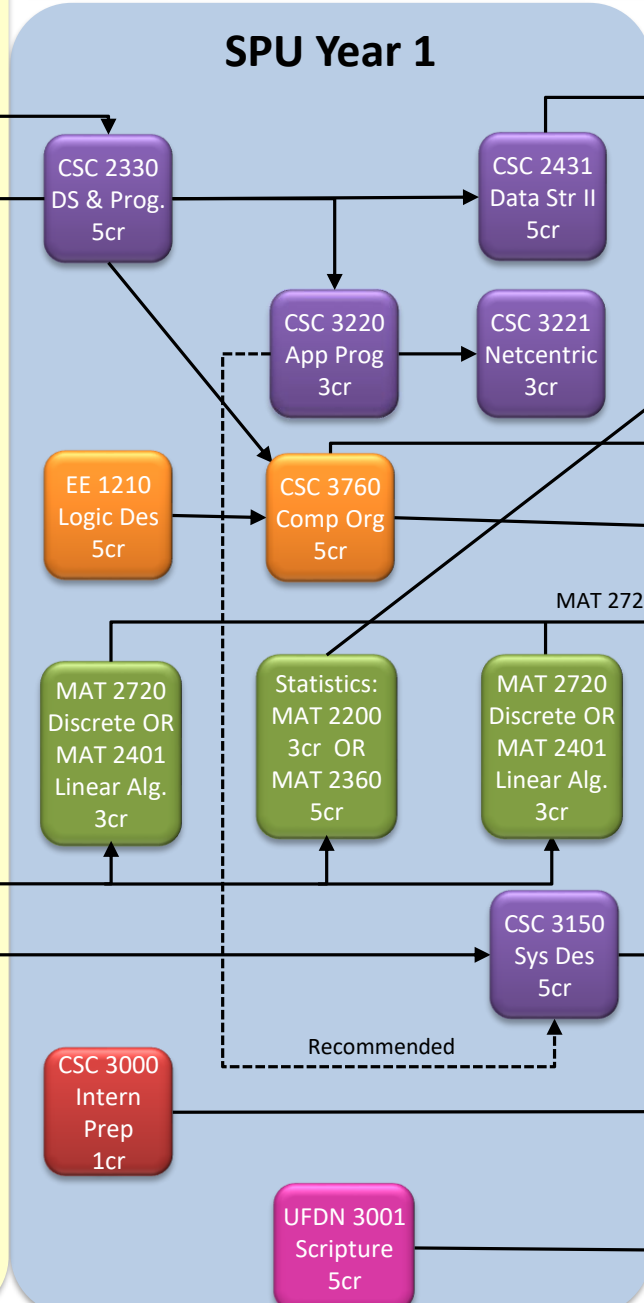 SPU Year 1
CSC 2330
DS & Prog.
5cr
CSC 2431
Data Str II
5cr
CSC 3220
App Prog
3cr
CSC 3221
Netcentric
3cr
EE 1210
Logic Des
5cr
CSC 3760
Comp Org
5cr
MAT 272
MAT 2720
Discrete OR
MAT 2401
Linear Alg.
3cr
Statistics:
MAT 2200
3cr OR
MAT 2360
5cr
MAT 2720
Discrete OR
MAT 2401
Linear Alg.
3cr
CSC 3150
Sys Des
5cr
Recommended
CSC 3000
Intern
Prep
1cr
UFDN 3001
Scripture
5cr